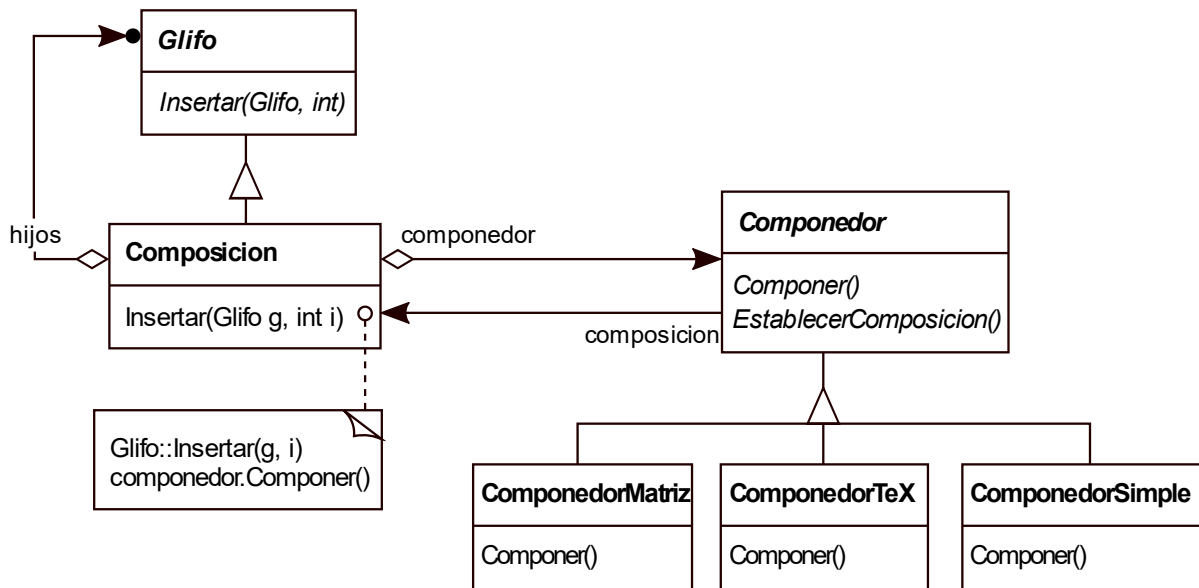 Glifo
Insertar(Glifo, int)
hijos
Composicion
componedor
Insertar(Glifo g, int i)
Componedor
Componer()
EstablecerComposicion()
composicion
Glifo::Insertar(g, i)
componedor.Componer()
ComponedorMatriz
Componer()
ComponedorTeX
Componer()
ComponedorSimple
Componer()